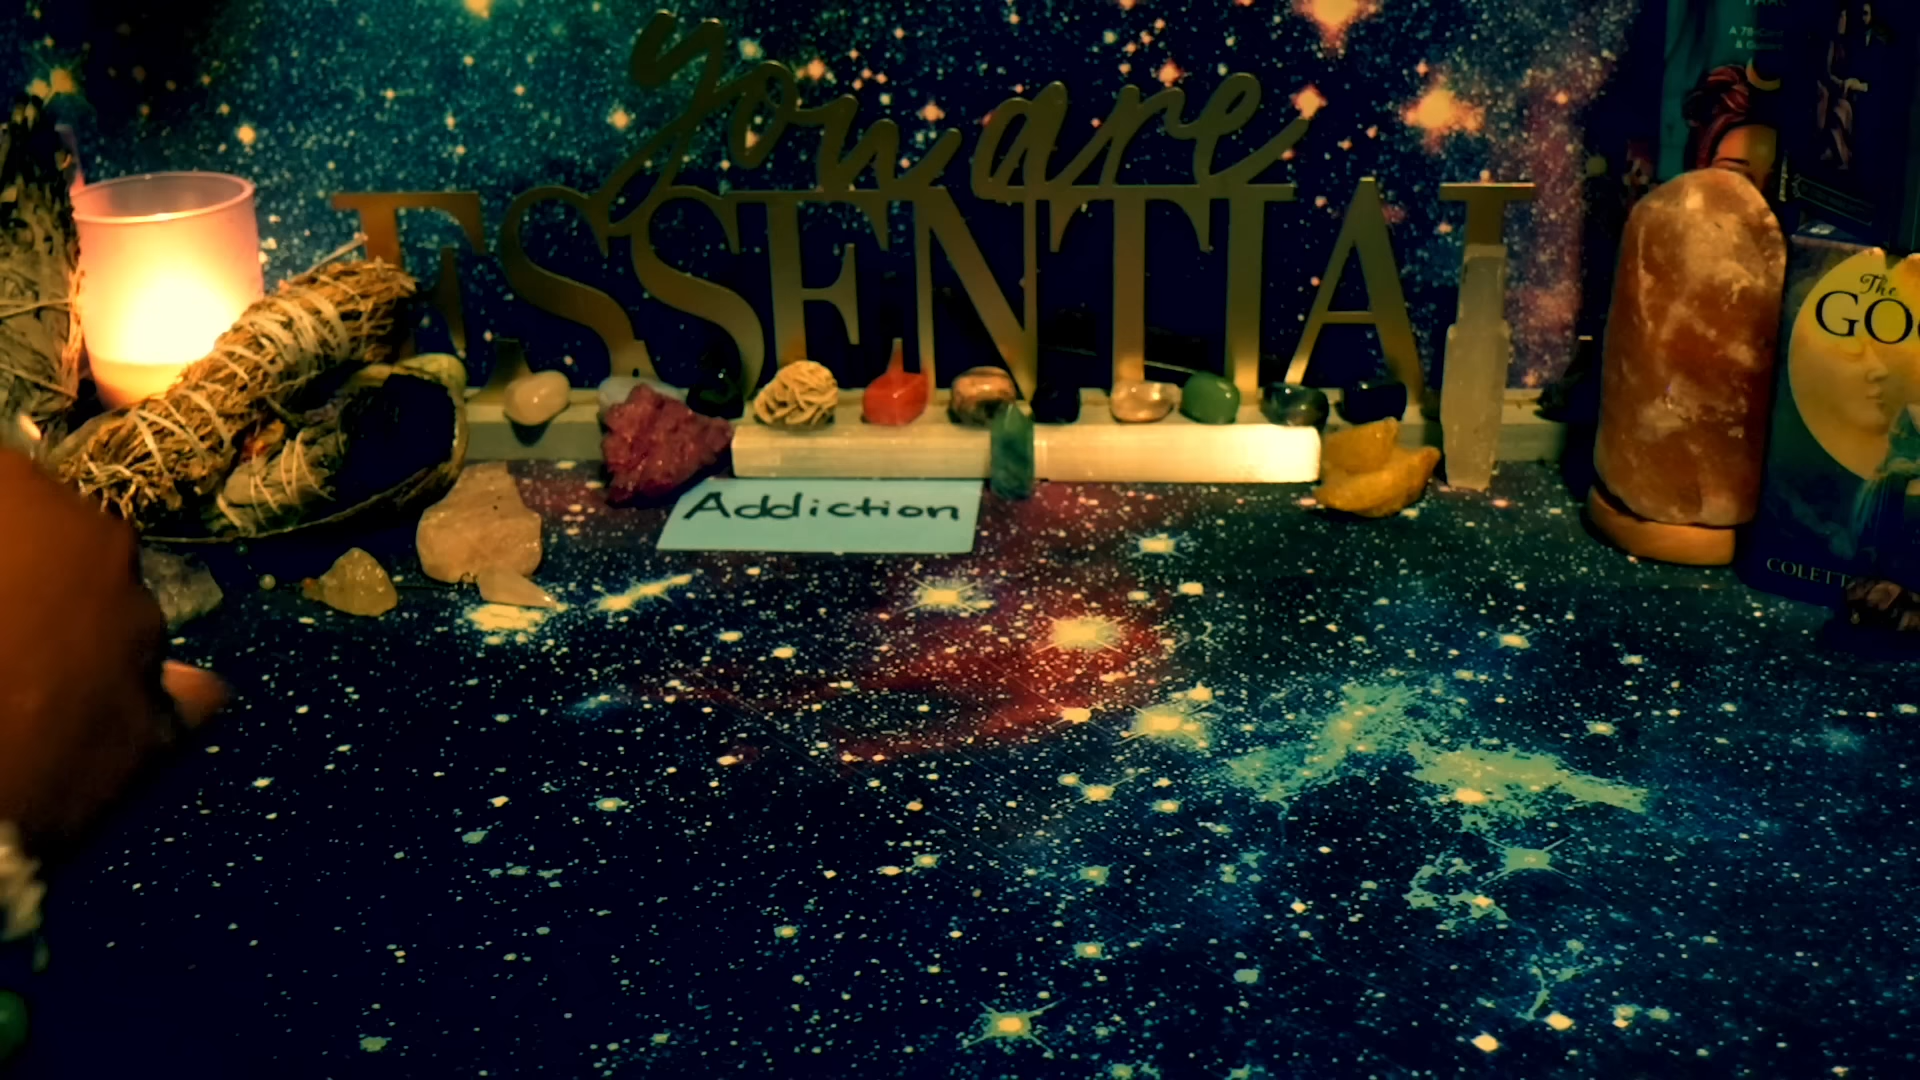 you are
ESSENTIAL
Addiction
The
GO
COLETT